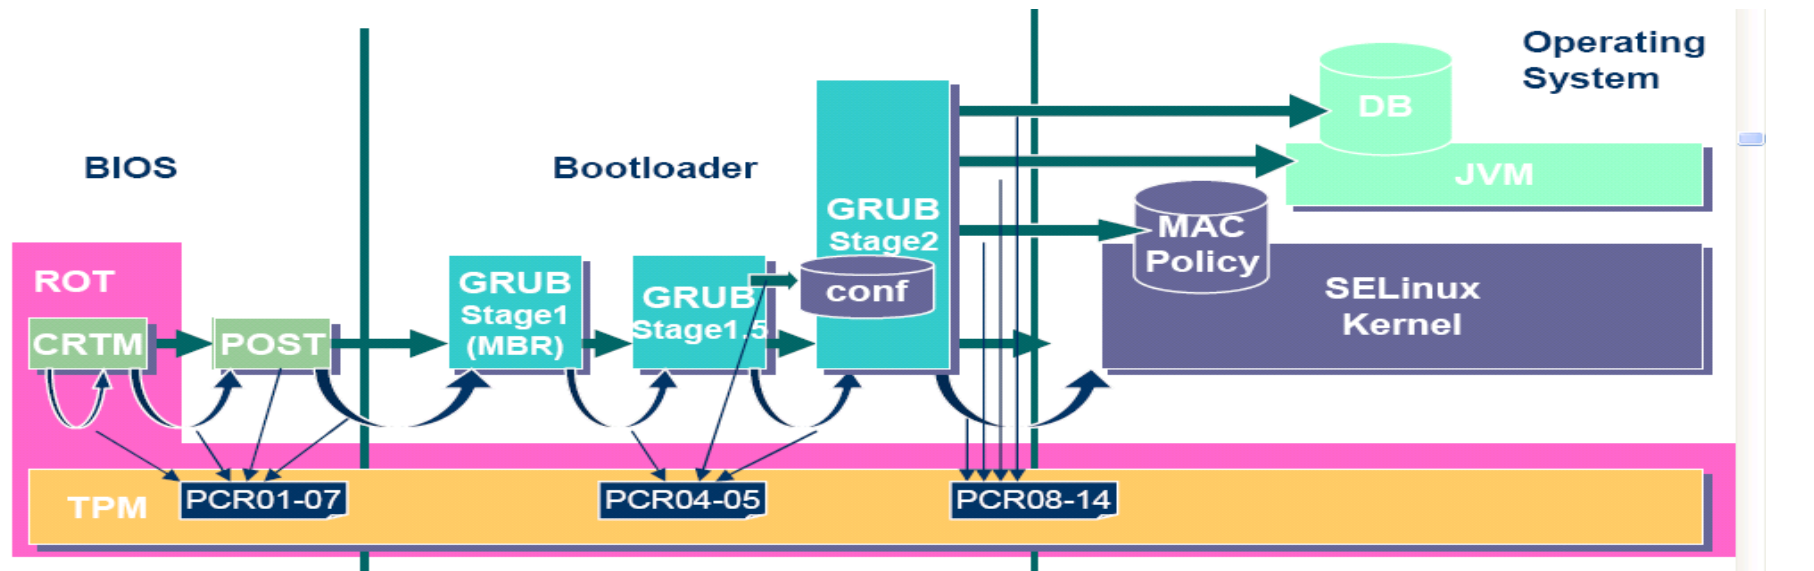 Operating
System
DB
BIOS
Bootloader
JVM
GRUB
Stage2
MAC
Policy
ROT
GRUB
Stage1
(MBR)
GRUB
Stage1.5
conf
SELinux
Kernel
CRTM
POST
TPM
PCR01-07
PCR04-05
PCR08-14